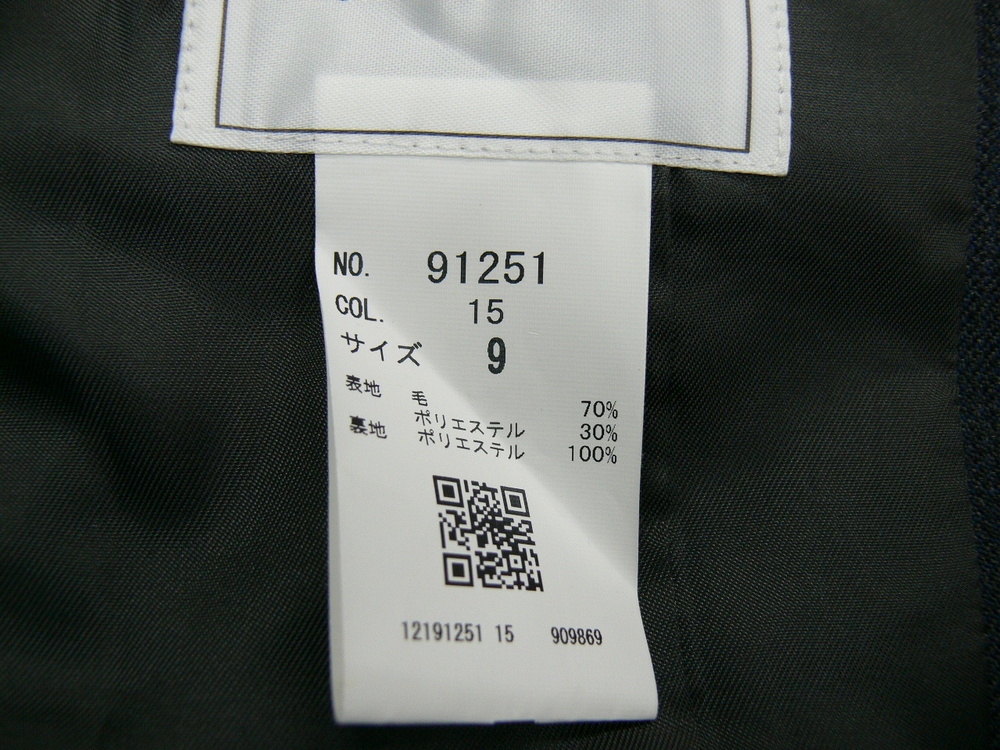 NO. 91251
COL. 15
サイズ 9
表地 毛 70%
ポリエステル 30%
裏地 ポリエステル 100%
12191251 15 909869